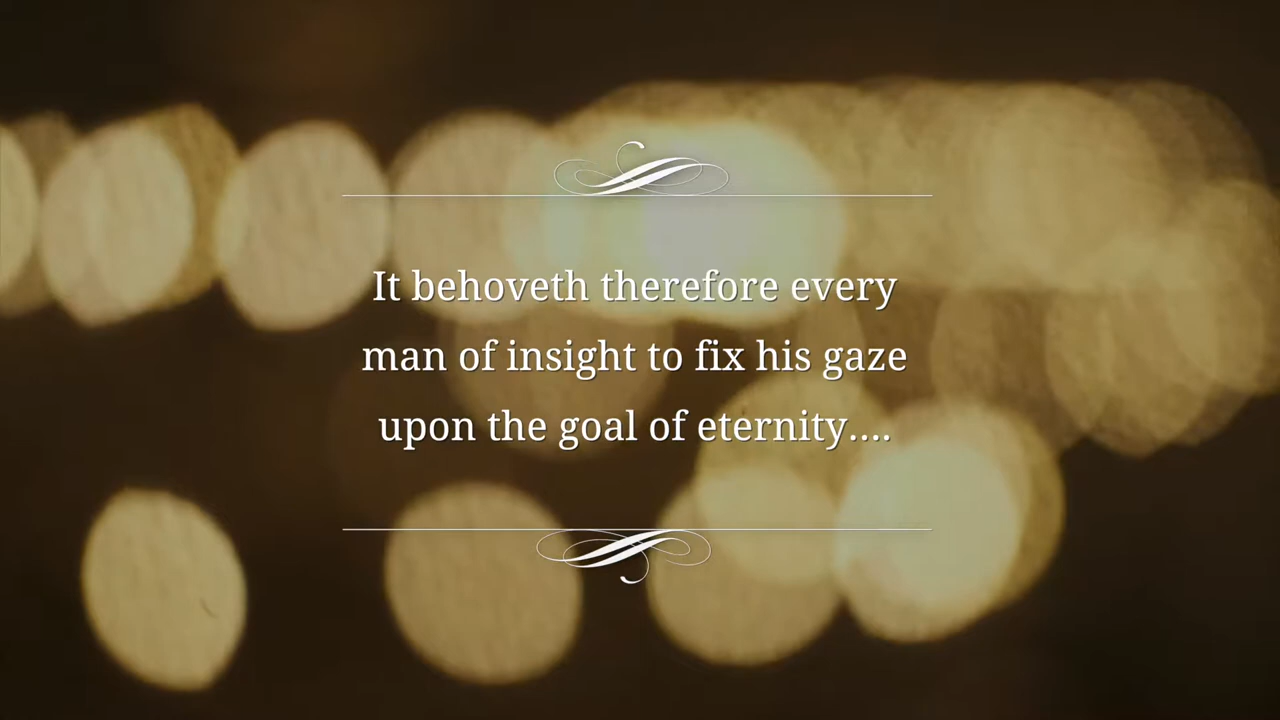 It behoveth therefore every
man of insight to fix his gaze
upon the goal of eternity....